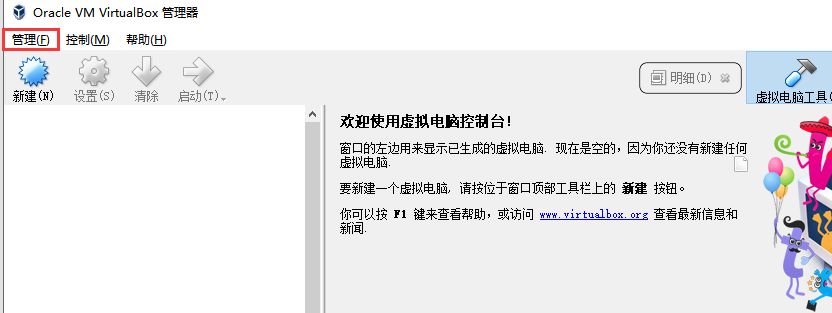 Oracle VM VirtualBox 管理器
管理(F) 控制(M) 帮助(H)
新建(N) 设置(S) 清除 启动(T) 明细(D) 虚拟电脑工具(
欢迎使用虚拟电脑控制台!
窗口的左边用来显示已生成的虚拟电脑. 现在是空的, 因为你还没有新建任何
虚拟电脑.
要新建一个虚拟电脑, 请按位于窗口顶部工具栏上的 新建 按钮。
你可以按 F1 键来查看帮助, 或访问 www.virtualbox.org 查看最新信息和
新闻.